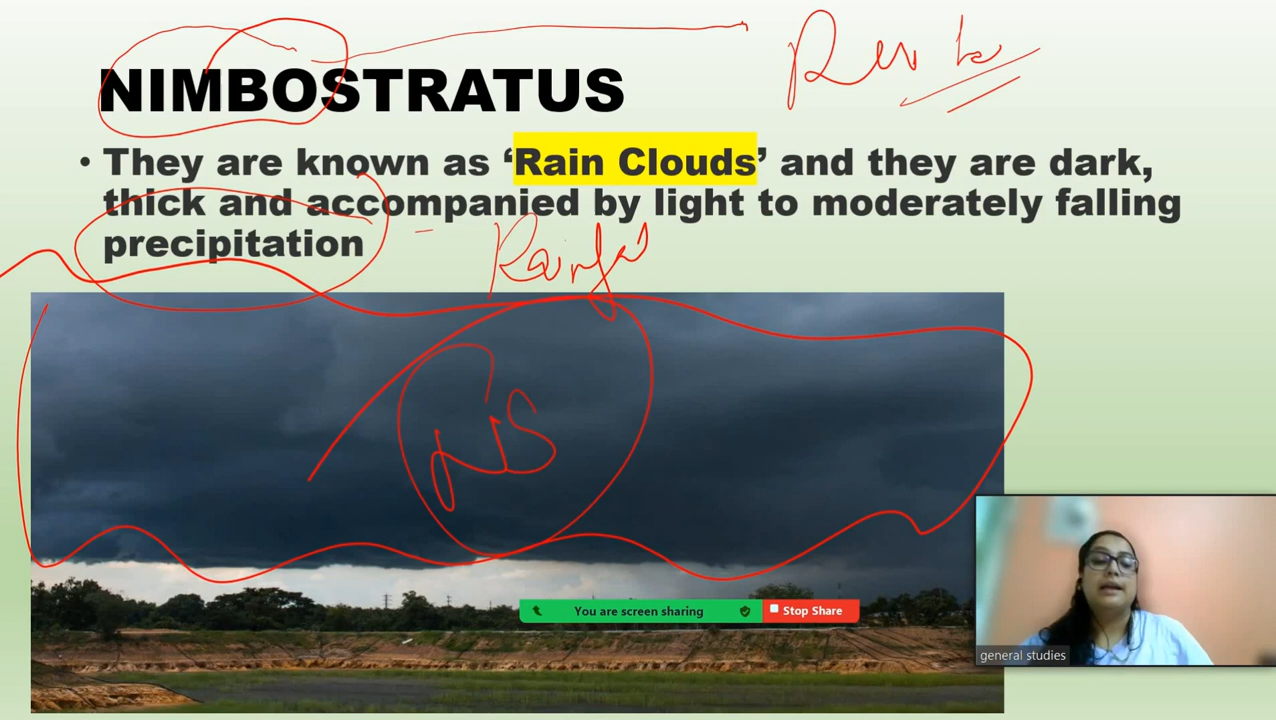 NIMBOSTRATUS
• They are known as ‘Rain Clouds’ and they are dark,
thick and accompanied by light to moderately falling
precipitation
NS
You are screen sharing Stop Share
general studies